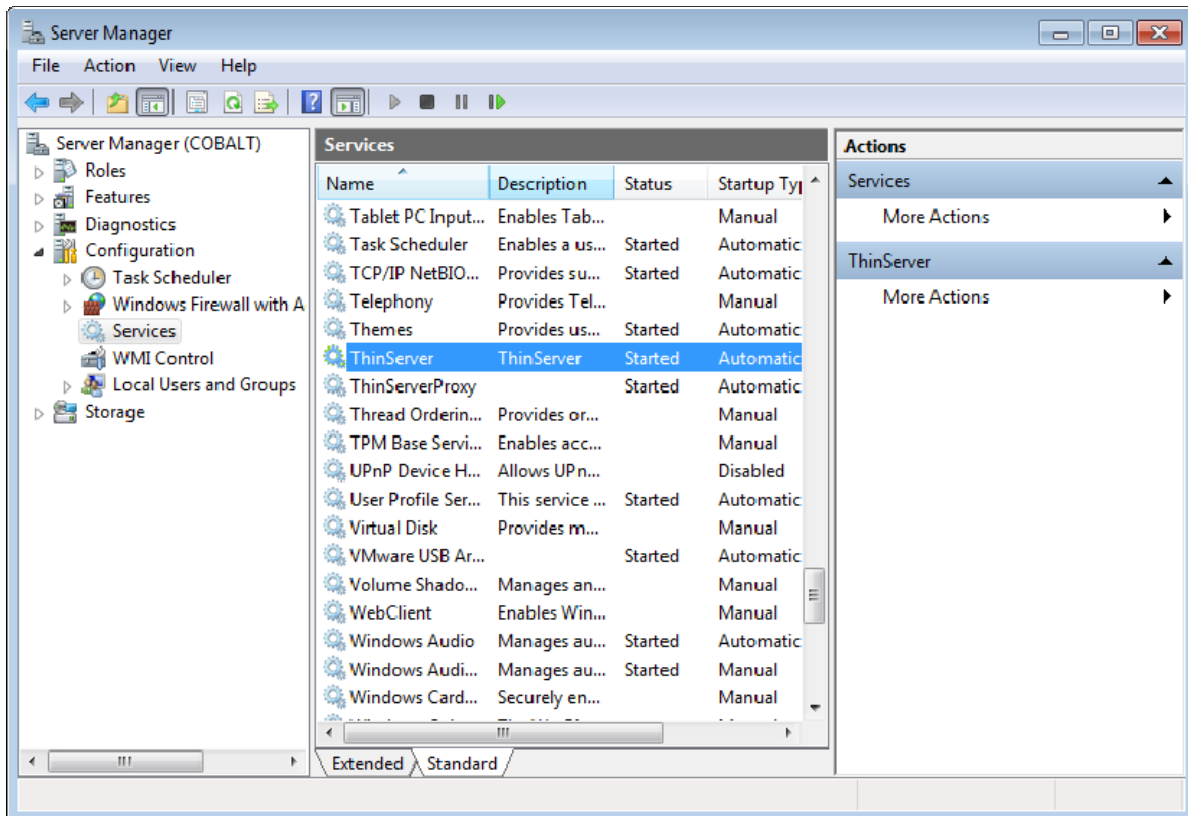 Server Manager
File Action View Help
Server Manager (COBALT)
Roles
Features
Diagnostics
Configuration
Task Scheduler
Windows Firewall with A
Services
WMI Control
Local Users and Groups
Storage
Services
Name Description Status Startup Typ
Tablet PC Input... Enables Tab... Manual
Task Scheduler Enables a us... Started Automatic
TCP/IP NetBIO... Provides su... Started Automatic
Telephony Provides Tel... Manual
Themes Provides us... Started Automatic
ThinServer ThinServer Started Automatic
ThinServerProxy Started Automatic
Thread Orderin... Provides or... Manual
TPM Base Servi... Enables acc... Manual
UPnP Device H... Allows UPn... Disabled
User Profile Ser... This service ... Started Automatic
Virtual Disk Provides m... Manual
VMware USB Ar... Started Automatic
Volume Shado... Manages an... Manual
WebClient Enables Win... Manual
Windows Audio Manages au... Started Automatic
Windows Audi... Manages au... Started Manual
Windows Card... Securely en... Manual
Extended Standard
Actions
Services
More Actions
ThinServer
More Actions